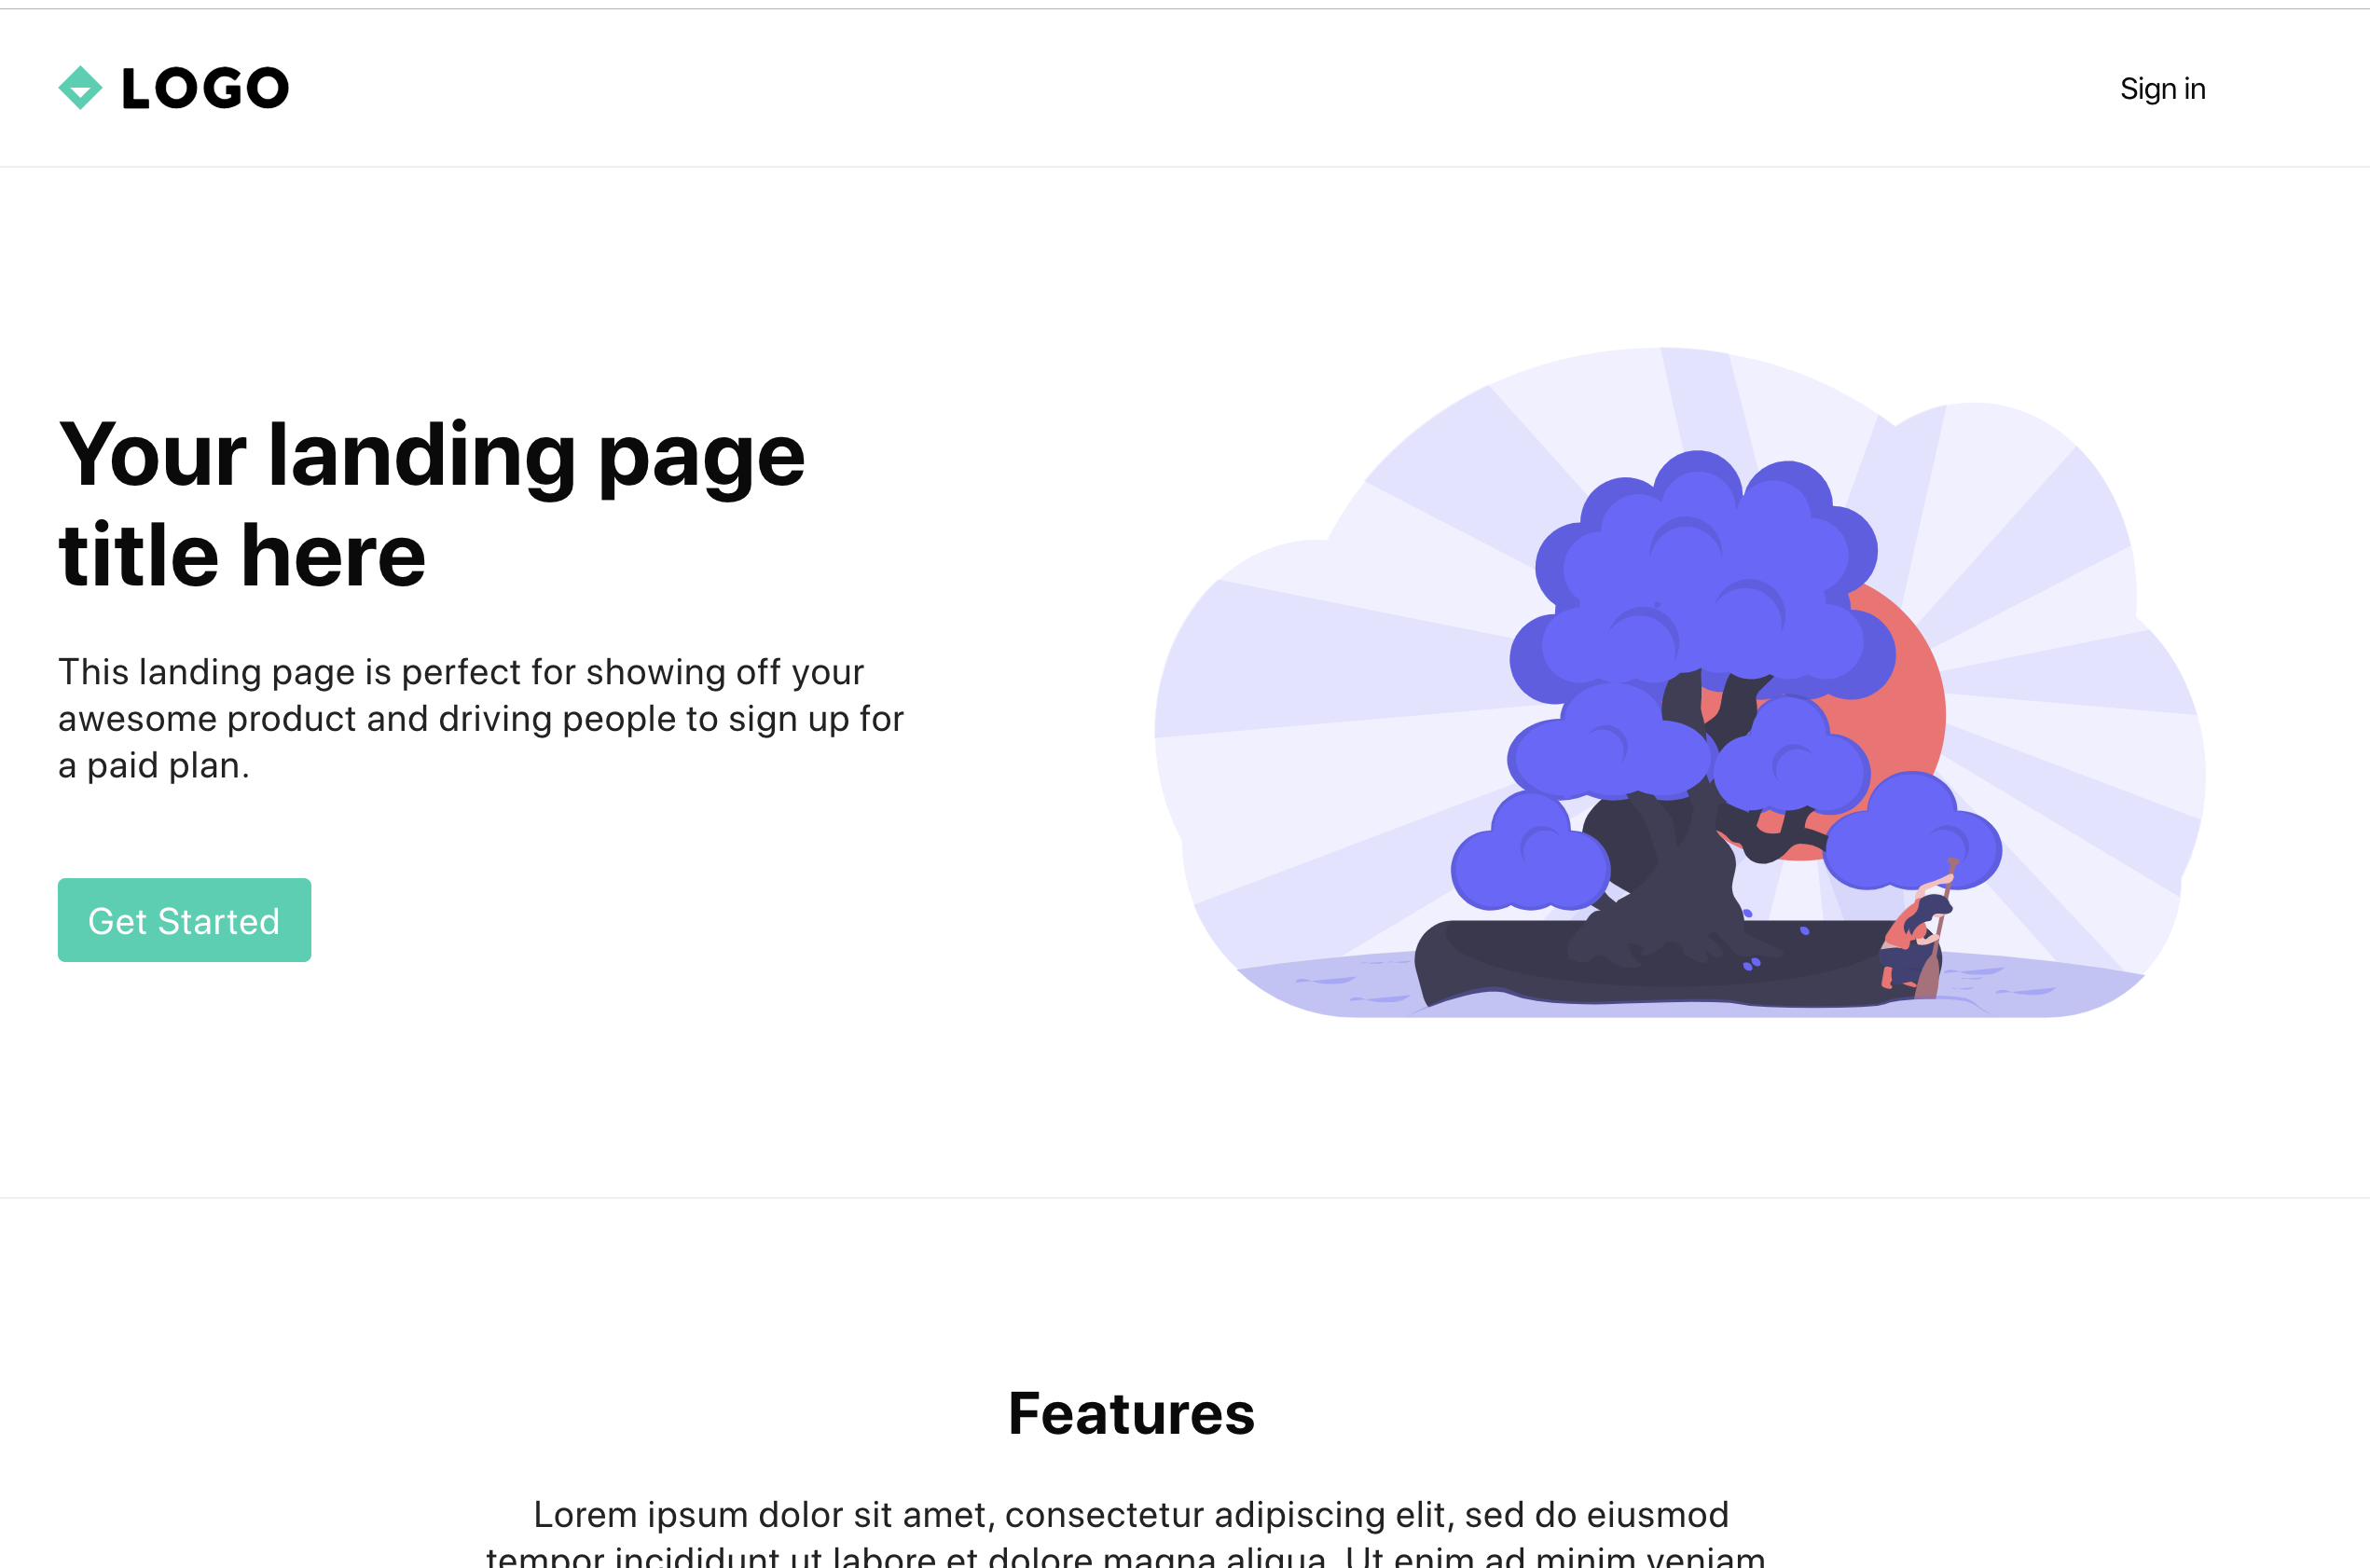 LOGO
Sign in
Your landing page
title here
This landing page is perfect for showing off your
awesome product and driving people to sign up for
a paid plan.
Get Started
Features
Lorem ipsum dolor sit amet, consectetur adipiscing elit, sed do eiusmod
tempor incididunt ut labore et dolore magna aliqua. Ut enim ad minim veniam